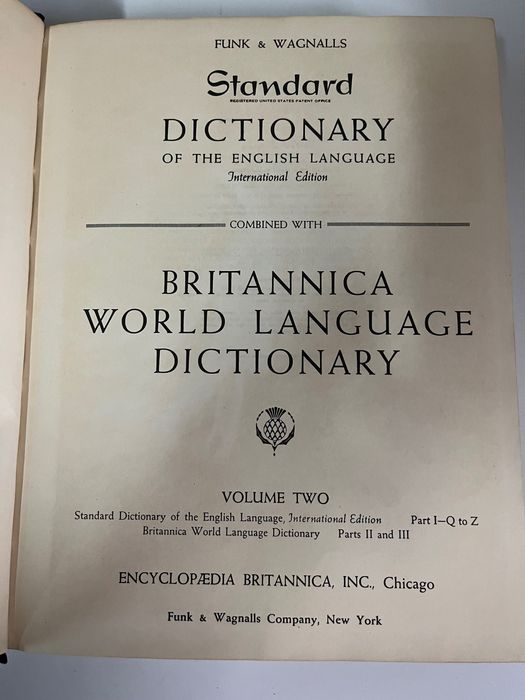 FUNK & WAGNALLS
Standard
REGISTERED UNITED STATES PATENT OFFICE
DICTIONARY
OF THE ENGLISH LANGUAGE
International Edition
COMBINED WITH
BRITANNICA
WORLD LANGUAGE
DICTIONARY
VOLUME TWO
Standard Dictionary of the English Language, International Edition Part I—Q to Z
Britannica World Language Dictionary Parts II and III
ENCYCLOPÆDIA BRITANNICA, INC., Chicago
Funk & Wagnalls Company, New York